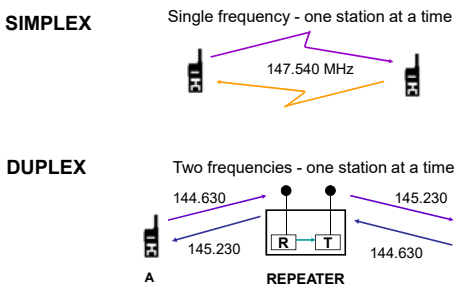 SIMPLEX
Single frequency - one station at a time
147.540 MHz
DUPLEX
Two frequencies - one station at a time
144.630
145.230
R
T
145.230
144.630
A
REPEATER